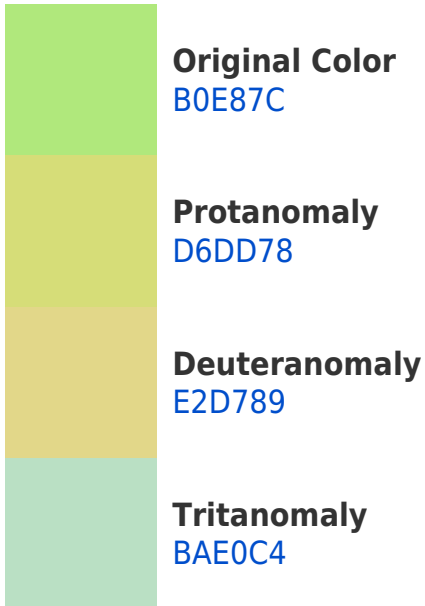 Original Color
B0E87C
Protanomaly
D6DD78
Deuteranomaly
E2D789
Tritanomaly
BAE0C4